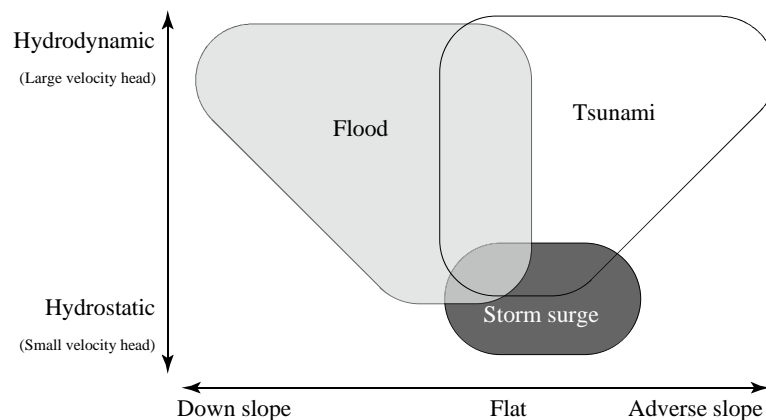 Hydrodynamic
(Large velocity head)
Flood
Tsunami
Hydrostatic
(Small velocity head)
Storm surge
Down slope
Flat
Adverse slope